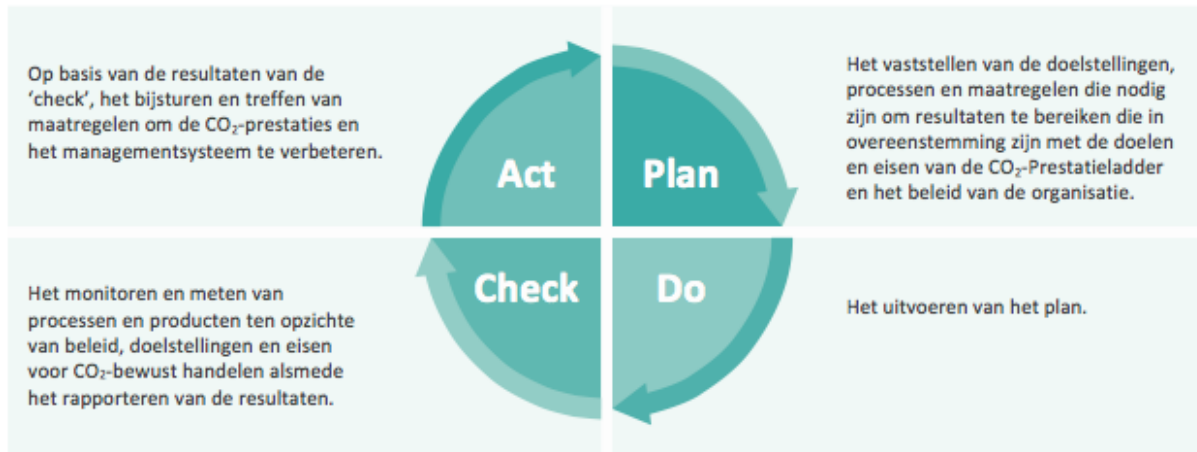 Op basis van de resultaten van de
‘check’, het bijsturen en treffen van
maatregelen om de CO₂-prestaties en
het managementsysteem te verbeteren.
Act
Plan
Het vaststellen van de doelstellingen,
processen en maatregelen die nodig
zijn om resultaten te bereiken die in
overeenstemming zijn met de doelen
en eisen van de CO₂-Prestatieladder
en het beleid van de organisatie.
Het monitoren en meten van
processen en producten ten opzichte
van beleid, doelstellingen en eisen
voor CO₂-bewust handelen alsmede
het rapporteren van de resultaten.
Check
Do
Het uitvoeren van het plan.